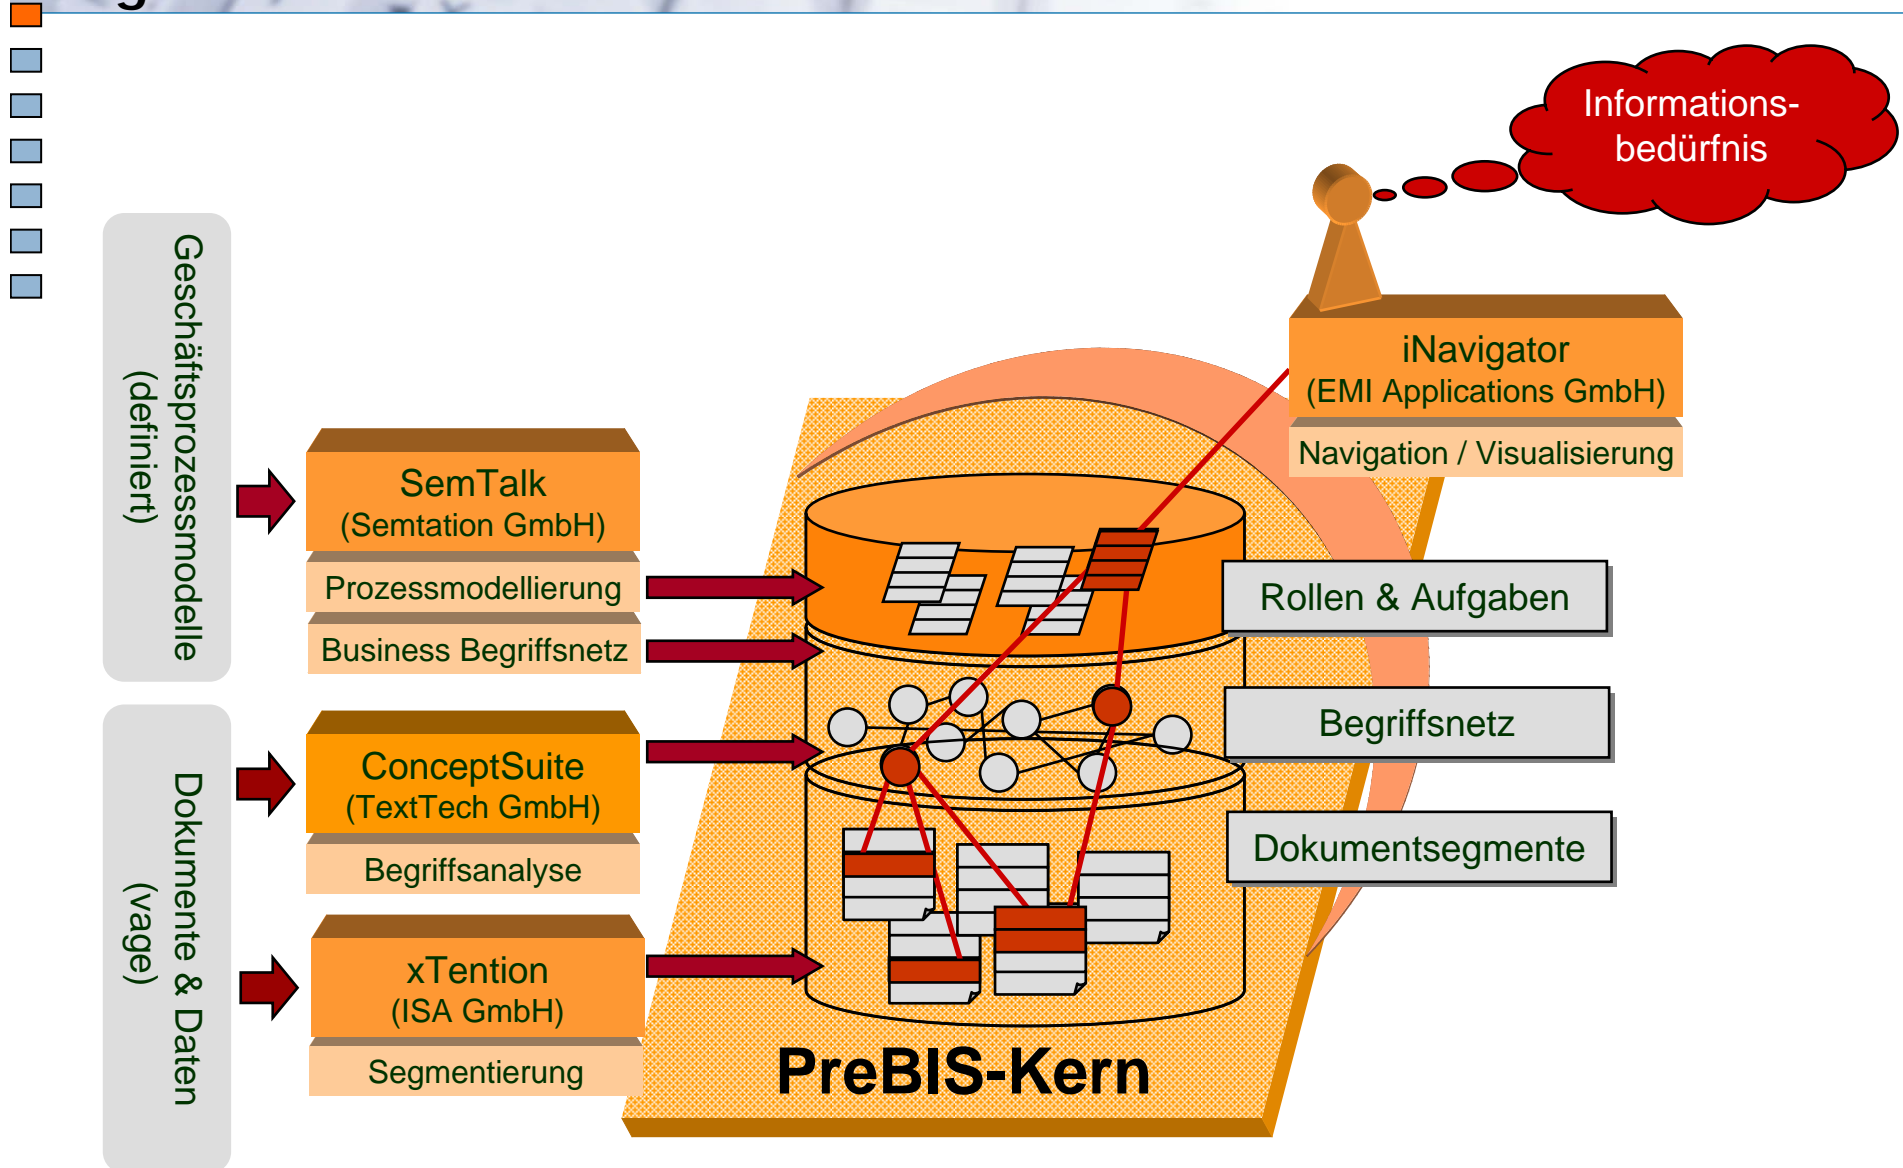 Informations-
bedürfnis
Geschäftsprozessmodelle
(definiert)
iNavigator
(EMI Applications GmbH)
Navigation / Visualisierung
SemTalk
(Semtation GmbH)
Prozessmodellierung
Business Begriffsnetz
Rollen & Aufgaben
Begriffsnetz
Dokumente & Daten
(vage)
ConceptSuite
(TextTech GmbH)
Begriffsanalyse
Dokumentsegmente
xTention
(ISA GmbH)
Segmentierung
PreBIS-Kern